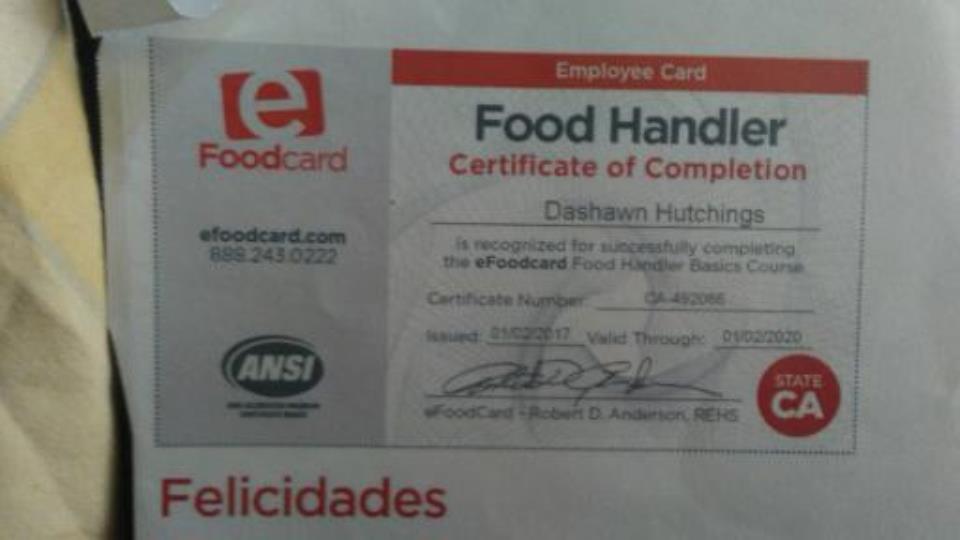 Employee Card
e
Foodcard
Food Handler
Certificate of Completion
Dashawn Hutchings
efoodcard.com
888.243.0222
is recognized for successfully completing
the eFoodcard Food Handler Basics Course
Certificate Number: CA-492066
Issued: 01/02/2017 Valid Through: 01/02/2020
ANSI
eFoodCard - Robert D. Anderson, REHS
STATE
CA
Felicidades